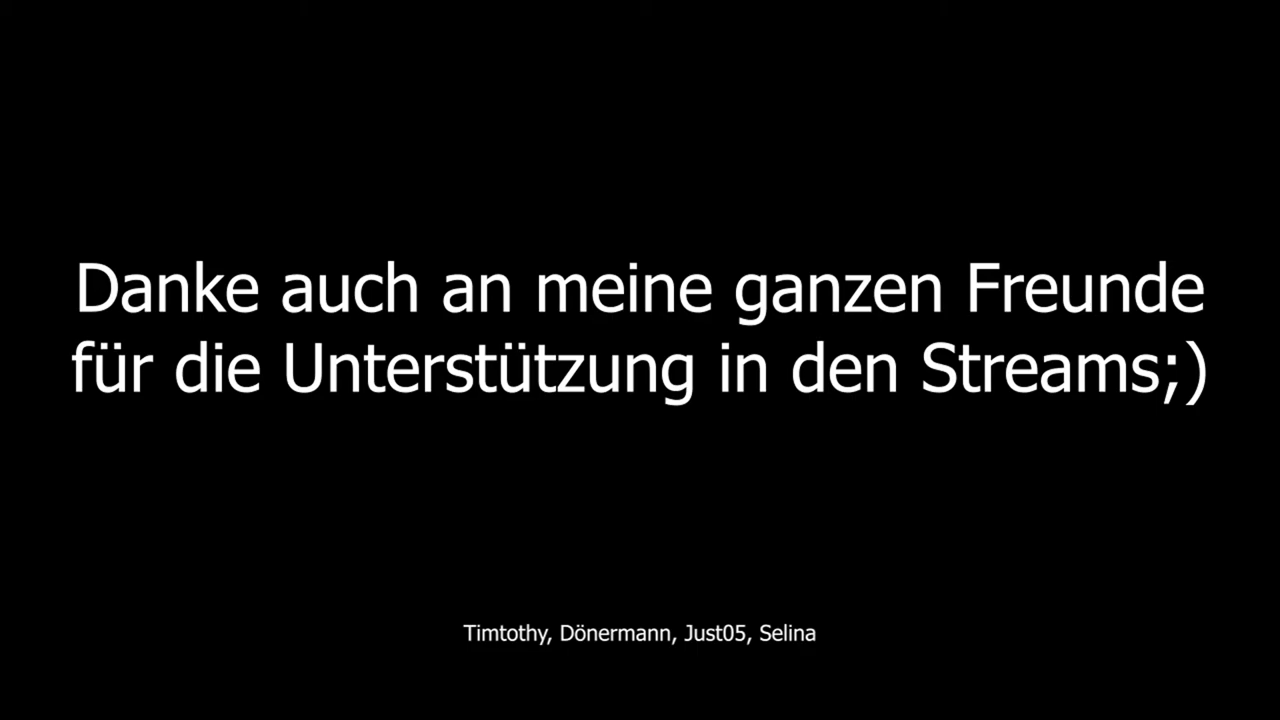 Danke auch an meine ganzen Freunde
für die Unterstützung in den Streams;)
Timtothy, Dönermann, Just05, Selina